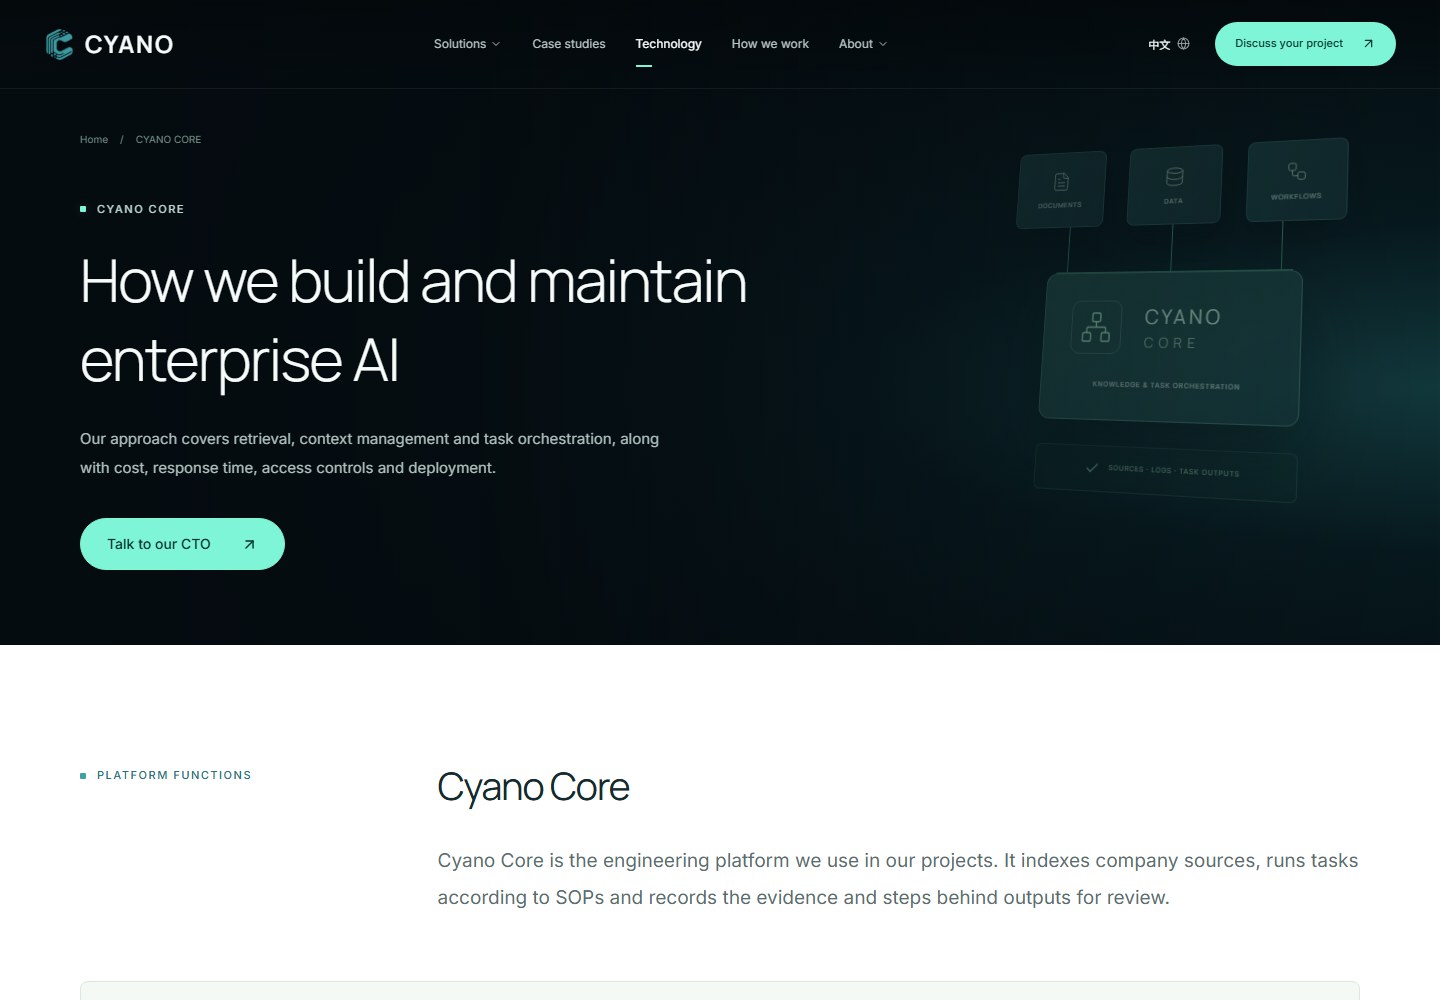 CYANO
Solutions
Case studies
Technology
How we work
About
中文
Discuss your project
Home / CYANO CORE
CYANO CORE
How we build and maintain
enterprise AI
Our approach covers retrieval, context management and task orchestration, along
with cost, response time, access controls and deployment.
Talk to our CTO
DOCUMENTS
DATA
WORKFLOWS
CYANO
CORE
KNOWLEDGE & TASK ORCHESTRATION
SOURCES · LOGS · TASK OUTPUTS
PLATFORM FUNCTIONS
Cyano Core
Cyano Core is the engineering platform we use in our projects. It indexes company sources, runs tasks
according to SOPs and records the evidence and steps behind outputs for review.